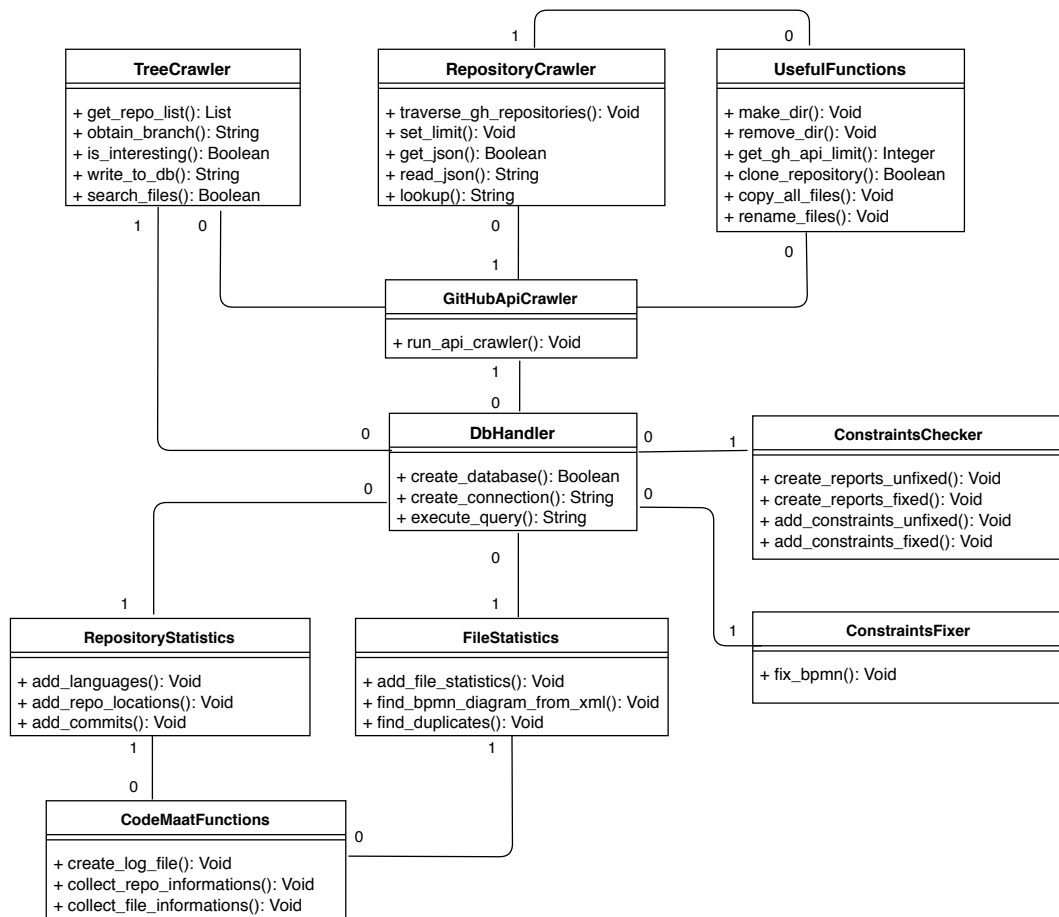 1
0
TreeCrawler
+ get_repo_list(): List
+ obtain_branch(): String
+ is_interesting(): Boolean
+ write_to_db(): String
+ search_files(): Boolean
RepositoryCrawler
+ traverse_gh_repositories(): Void
+ set_limit(): Void
+ get_json(): Boolean
+ read_json(): String
+ lookup(): String
UsefulFunctions
+ make_dir(): Void
+ remove_dir(): Void
+ get_gh_api_limit(): Integer
+ clone_repository(): Boolean
+ copy_all_files(): Void
+ rename_files(): Void
1
0
0
0
1
GitHubApiCrawler
+ run_api_crawler(): Void
1
0
0
DbHandler
+ create_database(): Boolean
+ create_connection(): String
+ execute_query(): String
0
1
0
0
0
ConstraintsChecker
+ create_reports_unfixed(): Void
+ create_reports_fixed(): Void
+ add_constraints_unfixed(): Void
+ add_constraints_fixed(): Void
1
1
1
RepositoryStatistics
+ add_languages(): Void
+ add_repo_locations(): Void
+ add_commits(): Void
FileStatistics
+ add_file_statistics(): Void
+ find_bpmn_diagram_from_xml(): Void
+ find_duplicates(): Void
ConstraintsFixer
+ fix_bpmn(): Void
1
0
1
0
CodeMaatFunctions
+ create_log_file(): Void
+ collect_repo_informations(): Void
+ collect_file_informations(): Void